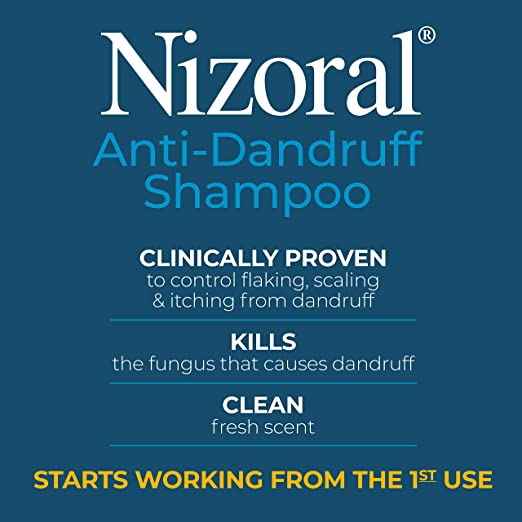 Nizoral®
Anti-Dandruff
Shampoo
CLINICALLY PROVEN
to control flaking, scaling
& itching from dandruff
KILLS
the fungus that causes dandruff
CLEAN
fresh scent
STARTS WORKING FROM THE 1ST USE